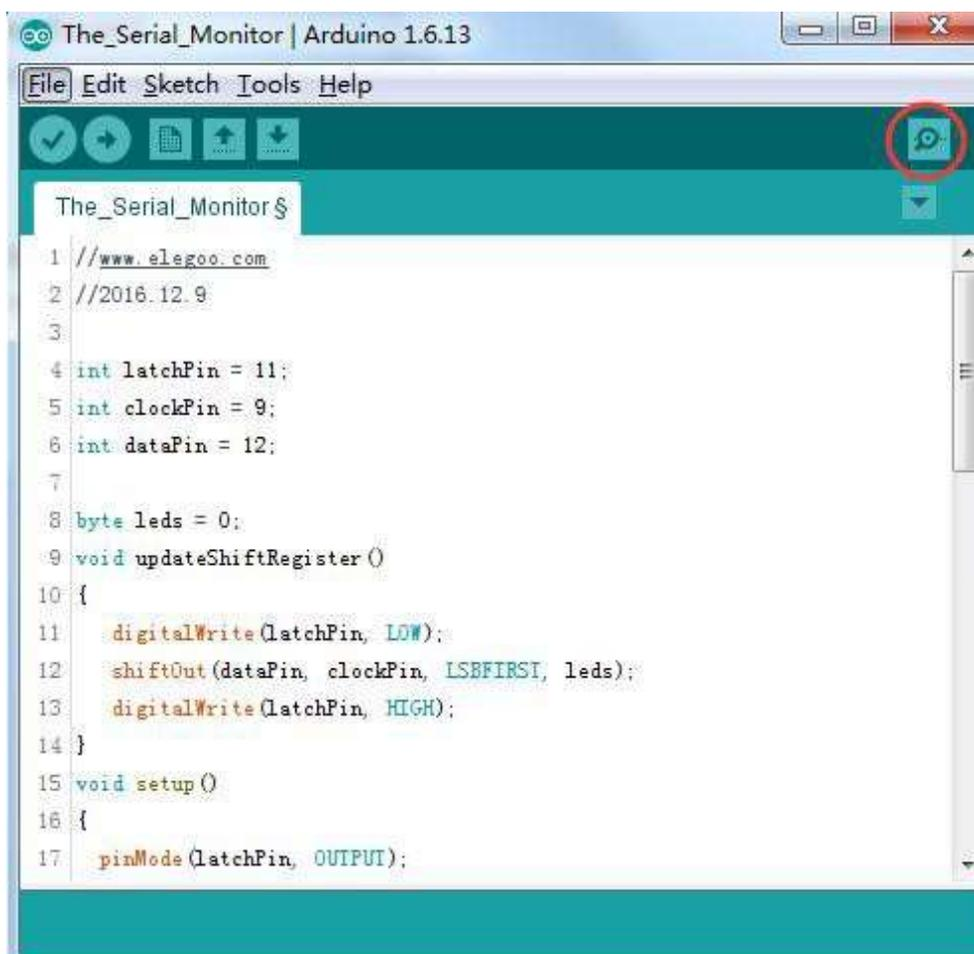 The_Serial_Monitor | Arduino 1.6.13
File Edit Sketch Tools Help
The_Serial_Monitor §
1 //www.elegoo.com
2 //2016.12.9
3
4 int latchPin = 11;
5 int clockPin = 9;
6 int dataPin = 12;
7
8 byte leds = 0;
9 void updateShiftRegister()
10 {
11 digitalWrite(latchPin, LOW);
12 shiftOut(dataPin, clockPin, LSBFIRST, leds);
13 digitalWrite(latchPin, HIGH);
14 }
15 void setup()
16 {
17 pinMode(latchPin, OUTPUT);